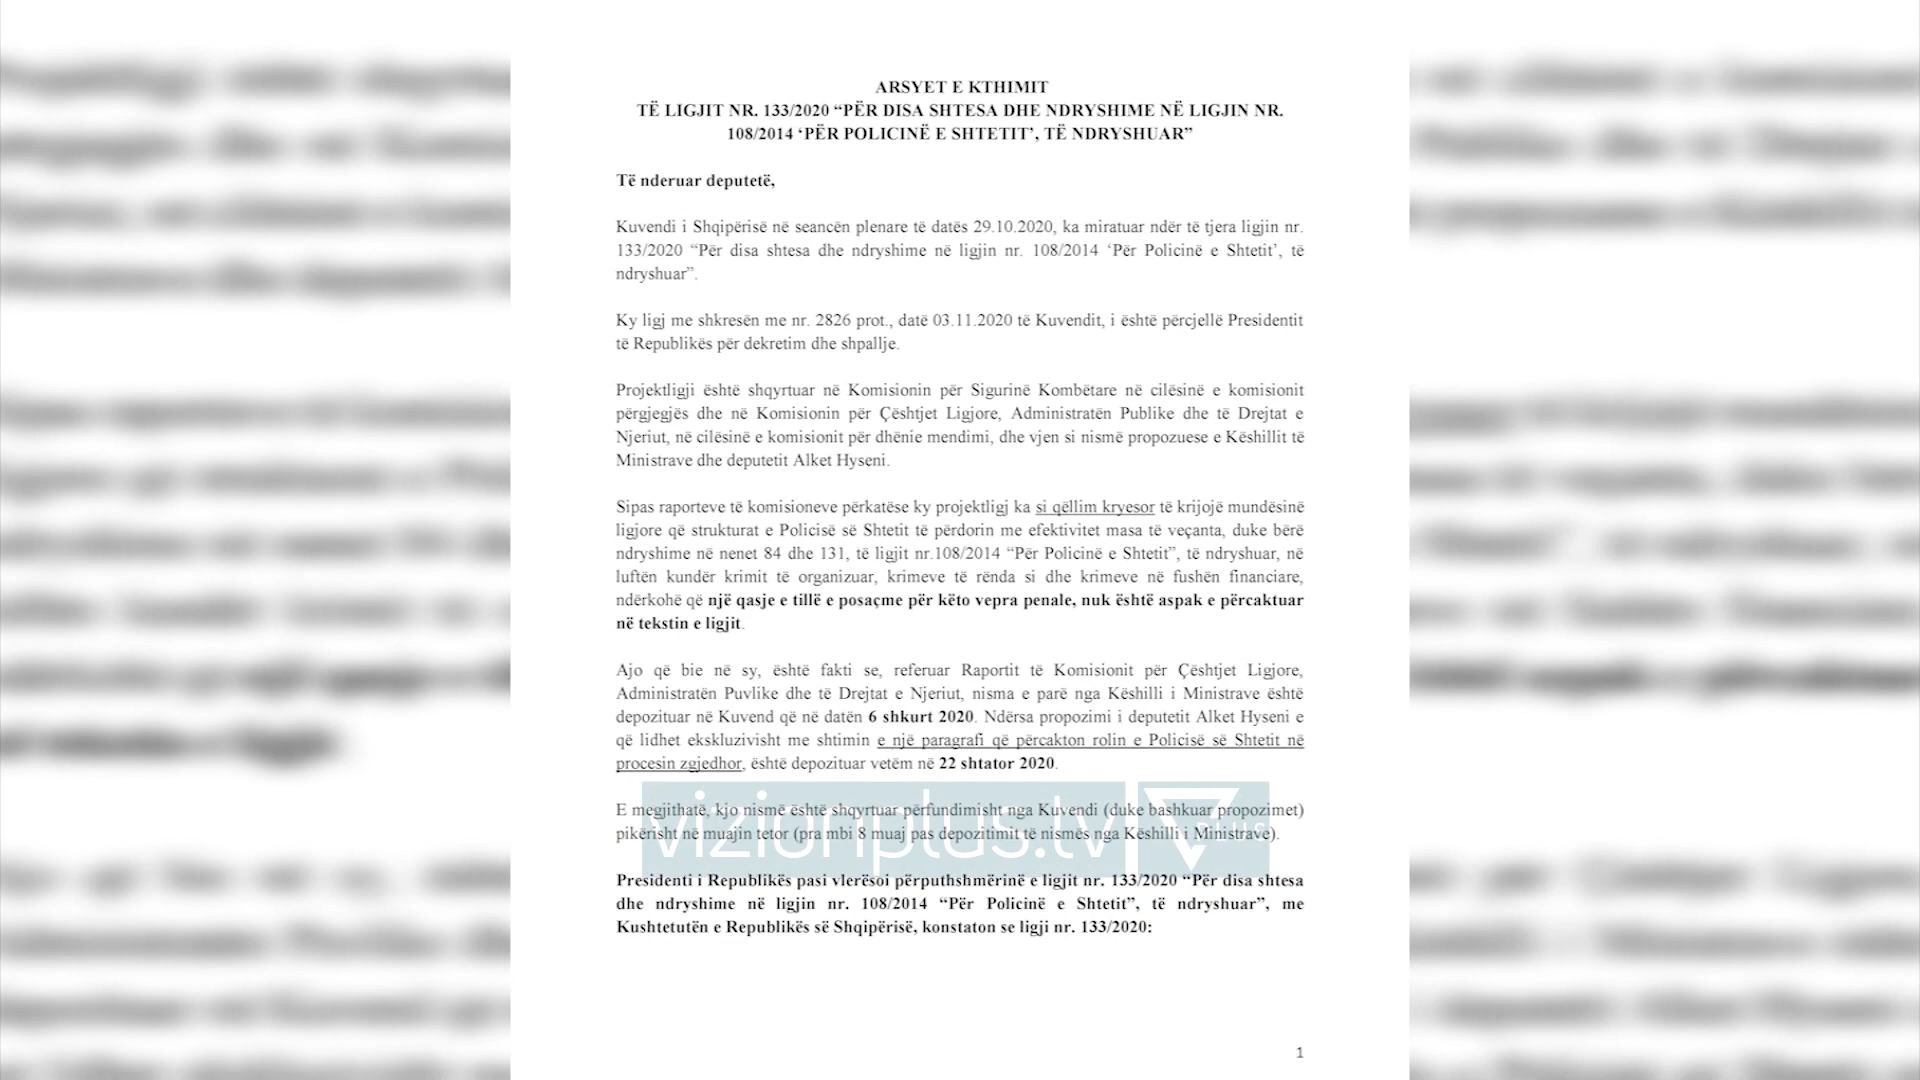 ARSYET E KTHIMIT
TË LIGJIT NR. 133/2020 “PËR DISA SHTESA DHE NDRYSHIME NË LIGJIN NR.
108/2014 ‘PËR POLICINË E SHTETIT’, TË NDRYSHUAR”
Të nderuar deputetë,
Kuvendi i Shqipërisë në seancën plenare të datës 29.10.2020, ka miratuar ndër të tjera ligjin nr.
133/2020 “Për disa shtesa dhe ndryshime në ligjin nr. 108/2014 ‘Për Policinë e Shtetit’, të
ndryshuar”.
Ky ligj me shkresën me nr. 2826 prot., datë 03.11.2020 të Kuvendit, i është përcjellë Presidentit
të Republikës për dekretim dhe shpallje.
Projektligji është shqyrtuar në Komisionin për Sigurinë Kombëtare në cilësinë e komisionit
përgjegjës dhe në Komisionin për Çështjet Ligjore, Administratën Publike dhe të Drejtat e
Njeriut, në cilësinë e komisionit për dhënie mendimi, dhe vjen si nismë propozuese e Këshillit të
Ministrave dhe deputetit Alket Hyseni.
Sipas raporteve të komisioneve përkatëse ky projektligj ka si qëllim kryesor të krijojë mundësinë
ligjore që strukturat e Policisë së Shtetit të përdorin me efektivitet masa të veçanta, duke bërë
ndryshime në nenet 84 dhe 131, të ligjit nr.108/2014 “Për Policinë e Shtetit”, të ndryshuar, në
luftën kundër krimit të organizuar, krimeve të rënda si dhe krimeve në fushën financiare,
ndërkohë që një qasje e tillë e posaçme për këto vepra penale, nuk është aspak e përcaktuar
në tekstin e ligjit.
Ajo që bie në sy, është fakti se, referuar Raportit të Komisionit për Çështjet Ligjore,
Administratën Puvlike dhe të Drejtat e Njeriut, nisma e parë nga Këshilli i Ministrave është
depozituar në Kuvend që në datën 6 shkurt 2020. Ndërsa propozimi i deputetit Alket Hyseni e
që lidhet ekskluzivisht me shtimin e një paragrafi që përcakton rolin e Policisë së Shtetit në
procesin zgjedhor, është depozituar vetëm në 22 shtator 2020.
E megjithatë, kjo nismë është shqyrtuar përfundimisht nga Kuvendi (duke bashkuar propozimet)
pikërisht në muajin tetor (pra mbi 8 muaj pas depozitimit të nismës nga Këshilli i Ministrave).
vizionplus.tv PLUS
Presidenti i Republikës pasi vlerësoi përputhshmërinë e ligjit nr. 133/2020 “Për disa shtesa
dhe ndryshime në ligjin nr. 108/2014 “Për Policinë e Shtetit”, të ndryshuar”, me
Kushtetutën e Republikës së Shqipërisë, konstaton se ligji nr. 133/2020:
1